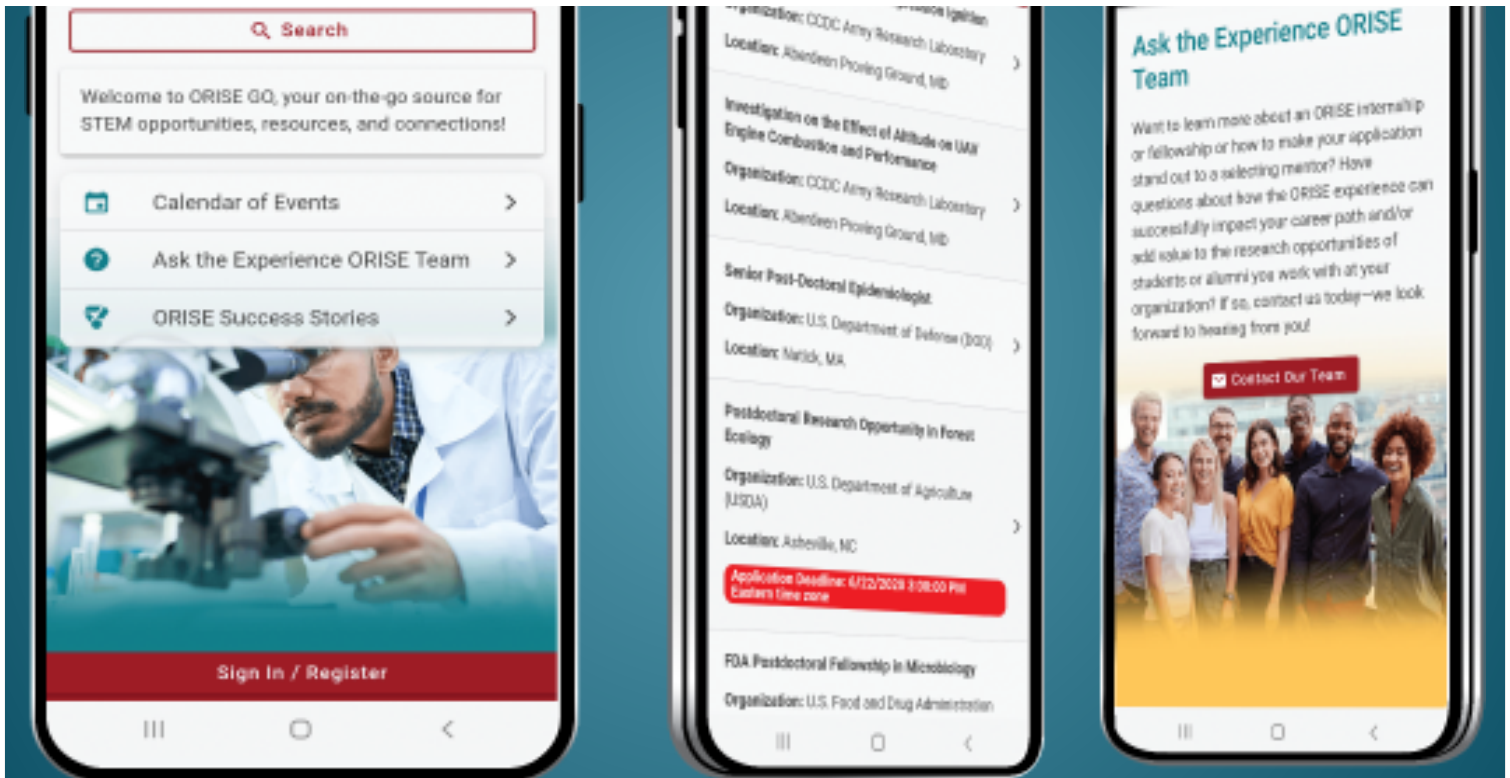 Search
Welcome to ORISE GO, your on-the-go source for
STEM opportunities, resources, and connections!
Calendar of Events
Ask the Experience ORISE Team
ORISE Success Stories
Sign In / Register
Ignition
Organization: CCDC Army Research Laboratory
Location: Aberdeen Proving Ground, MD
Investigation on the Effect of Altitude on UAV
Engine Combustion and Performance
Organization: CCDC Army Research Laboratory
Location: Aberdeen Proving Ground, MD
Senior Post-Doctoral Epidemiologist
Organization: U.S. Department of Defense (DOD)
Location: Natick, MA
Postdoctoral Research Opportunity in Forest
Ecology
Organization: U.S. Department of Agriculture
(USDA)
Location: Asheville, NC
Application Deadline: 6/22/2020 3:00:00 PM
Eastern time zone
FDA Postdoctoral Fellowship in Microbiology
Organization: U.S. Food and Drug Administration
Ask the Experience ORISE
Team
Want to learn more about an ORISE internship
or fellowship or how to make your application
stand out to a selecting mentor? Have
questions about how the ORISE experience can
successfully impact your career path and/or
add value to the research opportunities of
students or alumni you work with at your
organization? If so, contact us today—we look
forward to hearing from you!
Contact Our Team